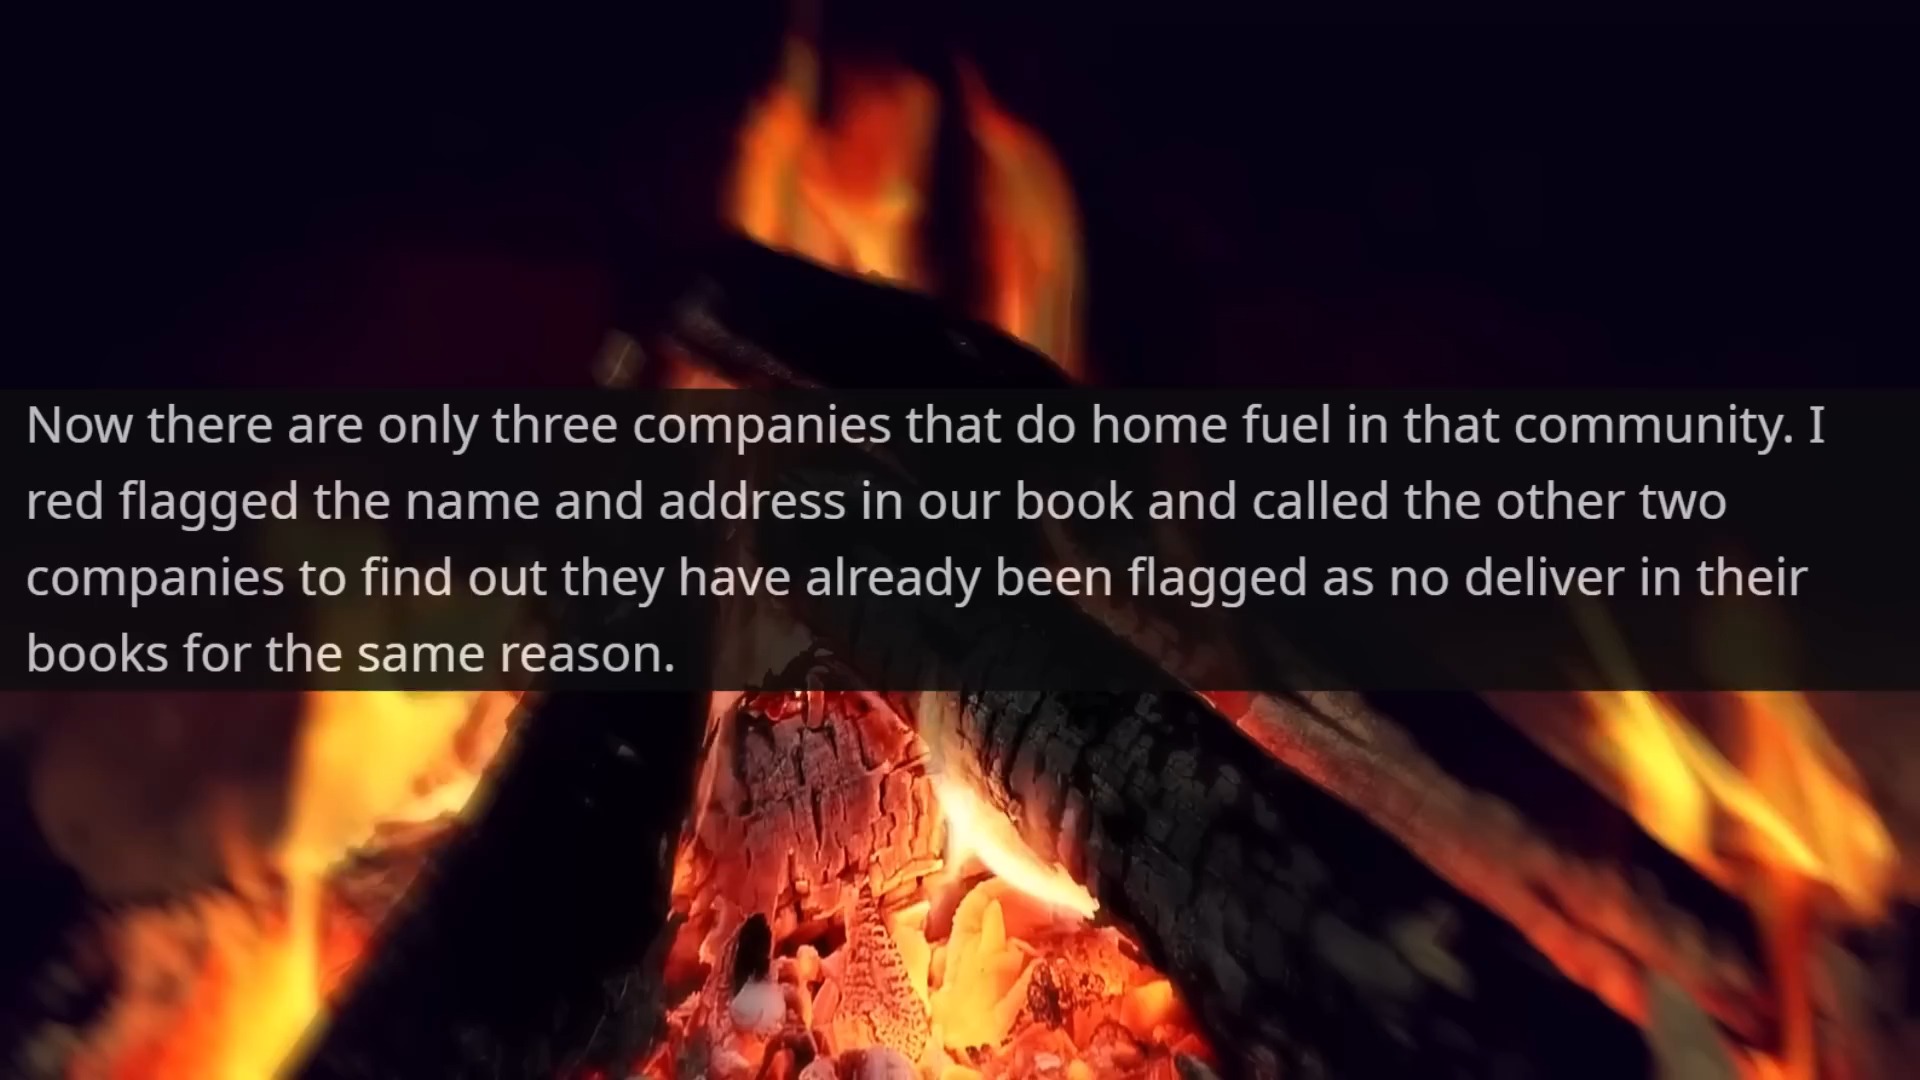 Now there are only three companies that do home fuel in that community. I
red flagged the name and address in our book and called the other two
companies to find out they have already been flagged as no deliver in their
books for the same reason.